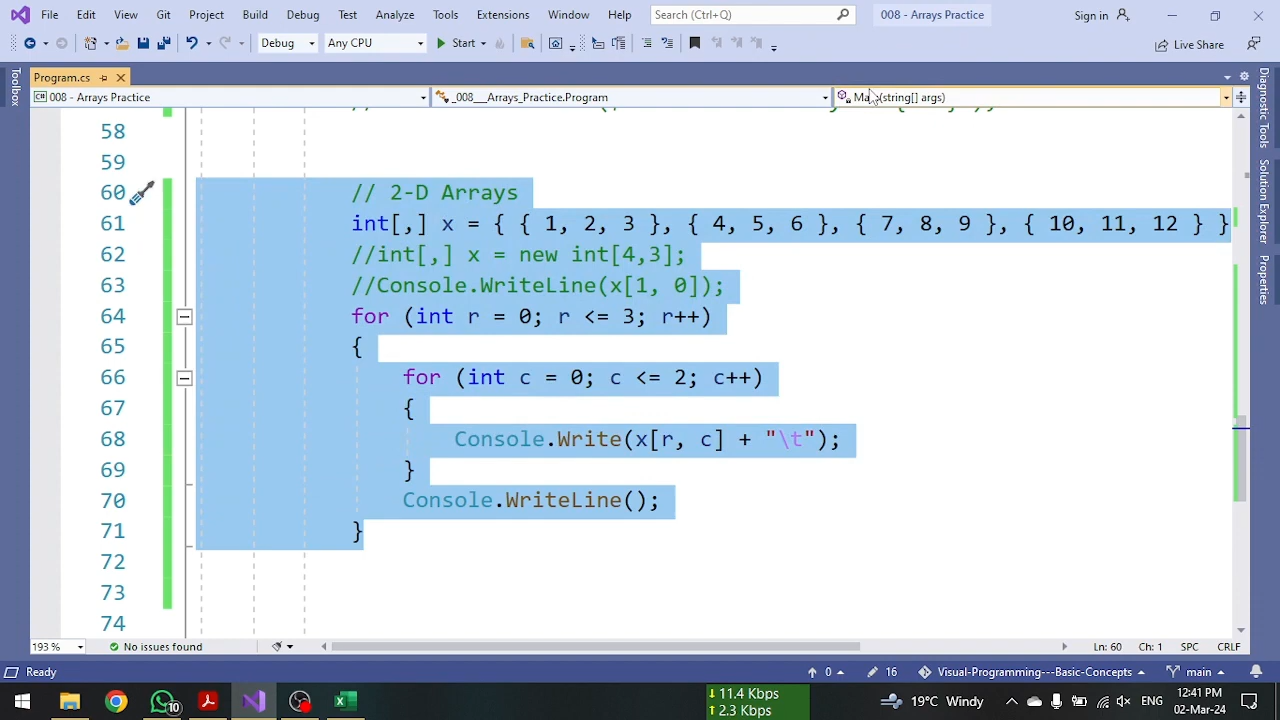 File Edit View Git Project Build Debug Test Analyze Tools Extensions Window Help Search (Ctrl+Q) 008 - Arrays Practice Sign in
Debug Any CPU Start Live Share
Program.cs
008 - Arrays Practice _008___Arrays_Practice.Program Ma (string[] args)
58
59
60 // 2-D Arrays
61 int[,] x = { { 1, 2, 3 }, { 4, 5, 6 }, { 7, 8, 9 }, { 10, 11, 12 } }
62 //int[,] x = new int[4,3];
63 //Console.WriteLine(x[1, 0]);
64 for (int r = 0; r <= 3; r++)
65 {
66 for (int c = 0; c <= 2; c++)
67 {
68 Console.Write(x[r, c] + "\t");
69 }
70 Console.WriteLine();
71 }
72
73
74
193 % No issues found Ln: 60 Ch: 1 SPC CRLF
Ready 0 16 Visual-Programming---Basic-Concepts main
10 ↓ 11.4 Kbps 19°C Windy ENG 12:41 PM
↑ 2.3 Kbps 02-Mar-24
Toolbox
Diagnostic Tools
Solution Explorer
Properties